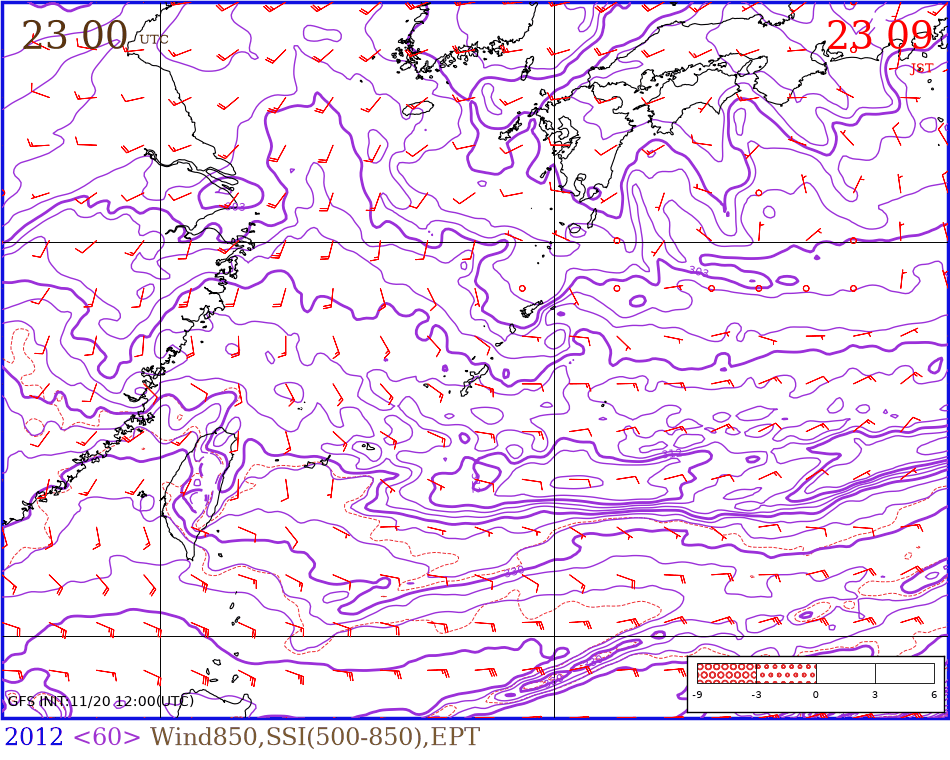 23 00 UTC
23 09 JST
303
303
312
330
GFS INIT:11/20 12:00(UTC)
-9 -3 0 3 6
2012 <60> Wind850,SSI(500-850),EPT